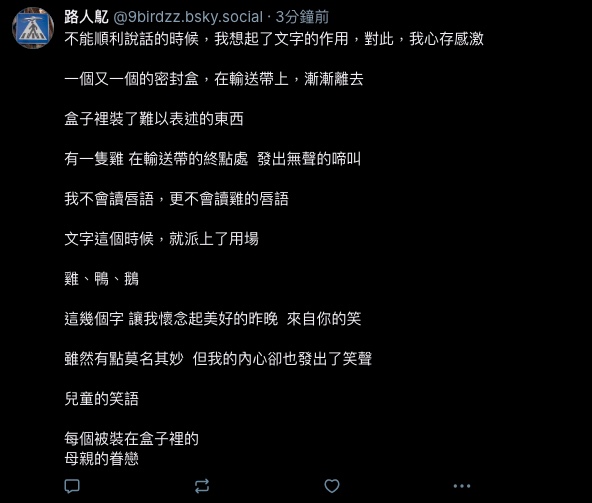 路人鳦 @9birdzz.bsky.social · 3分鐘前
不能順利說話的時候，我想起了文字的作用，對此，我心存感激
一個又一個的密封盒，在輸送帶上，漸漸離去
盒子裡裝了難以表述的東西
有一隻雞 在輸送帶的終點處 發出無聲的啼叫
我不會讀唇語，更不會讀雞的唇語
文字這個時候，就派上了用場
雞、鴨、鵝
這幾個字 讓我懷念起美好的昨晚 來自你的笑
雖然有點莫名其妙 但我的內心卻也發出了笑聲
兒童的笑語
每個被裝在盒子裡的
母親的眷戀